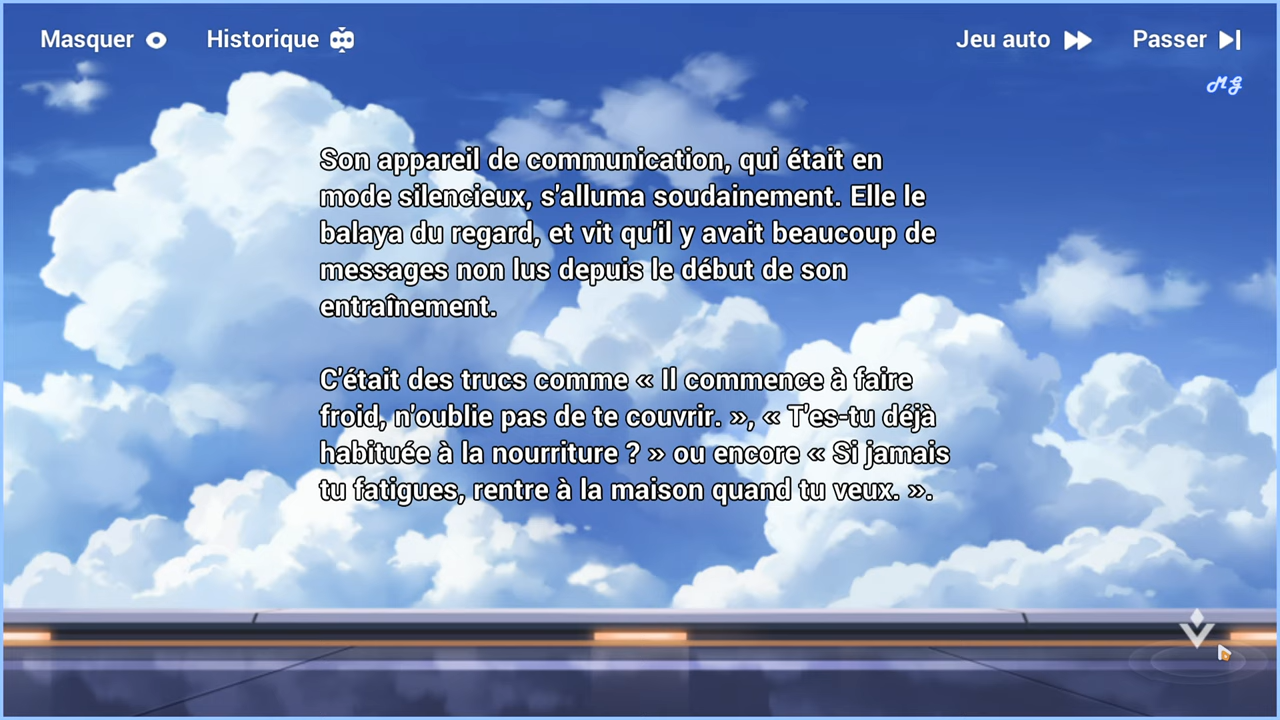 Masquer Historique Jeu auto Passer
MG
Son appareil de communication, qui était en
mode silencieux, s'alluma soudainement. Elle le
balaya du regard, et vit qu'il y avait beaucoup de
messages non lus depuis le début de son
entraînement.
C'était des trucs comme « Il commence à faire
froid, n'oublie pas de te couvrir. », « T'es-tu déjà
habituée à la nourriture ? » ou encore « Si jamais
tu fatigues, rentre à la maison quand tu veux. ».